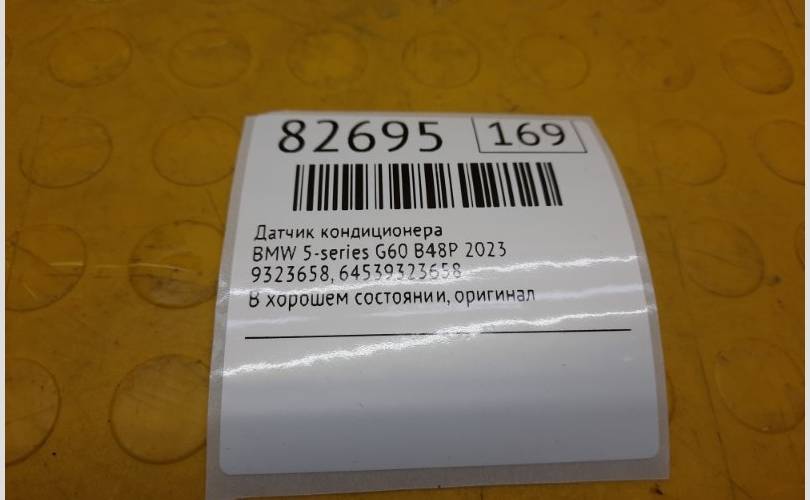 82695 169
Датчик кондиционера
BMW 5-series G60 B48P 2023
9323658, 64539323658
В хорошем состоянии, оригинал